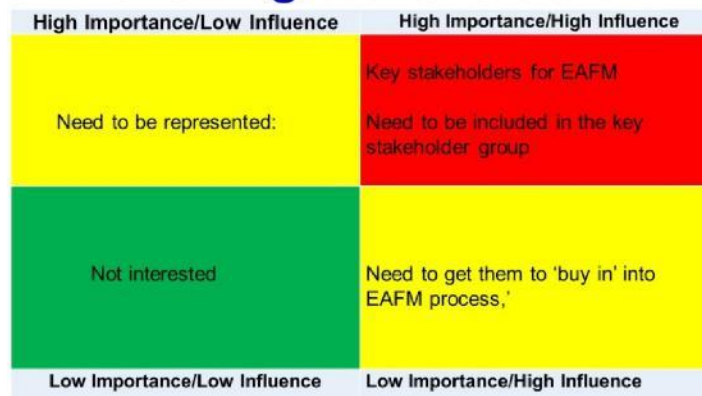 High Importance/Low Influence
High Importance/High Influence
Key stakeholders for EAFM
Need to be represented:
Need to be included in the key
stakeholder group
Not interested
Need to get them to ‘buy in’ into
EAFM process,’
Low Importance/Low Influence
Low Importance/High Influence